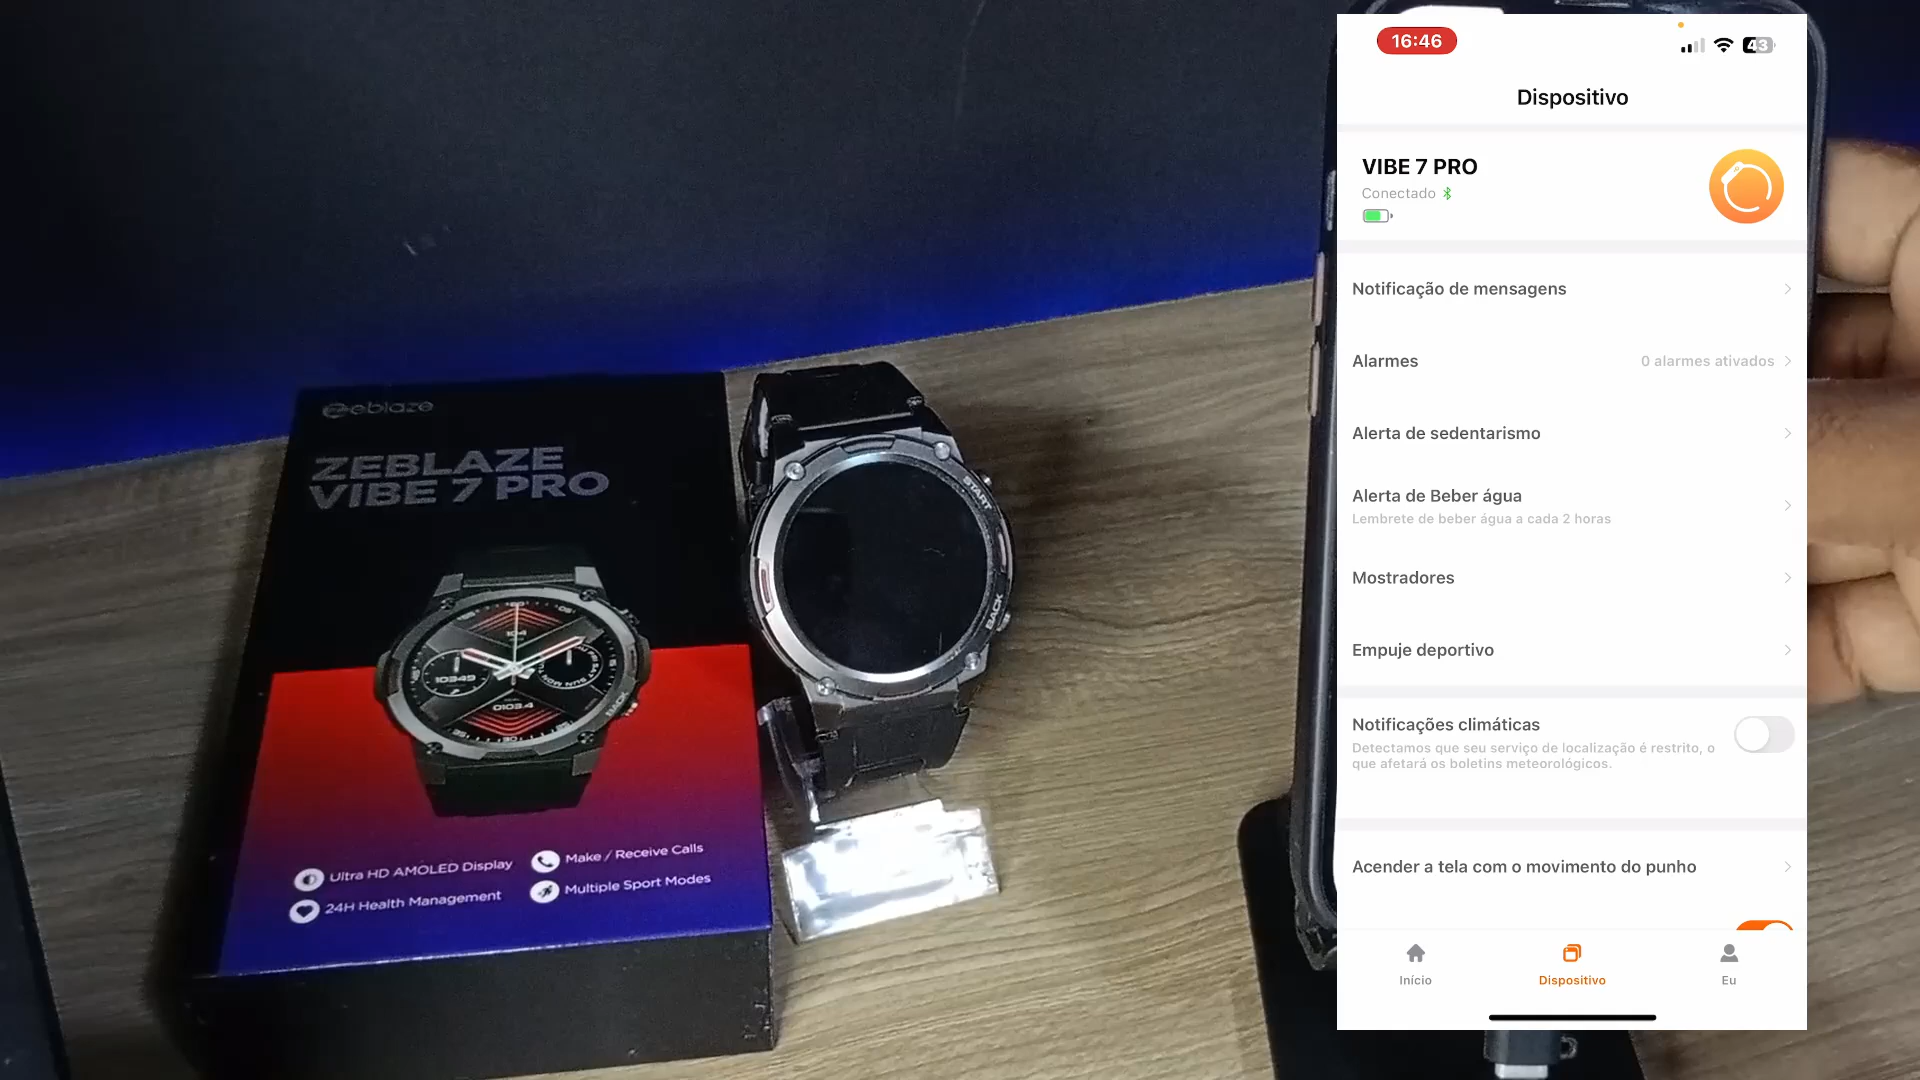 zeblaze
ZEBLAZE
VIBE 7 PRO
Ultra HD AMOLED Display
Make / Receive Calls
24H Health Management
Multiple Sport Modes
START
BACK
16:46
43
Dispositivo
VIBE 7 PRO
Conectado
Notificação de mensagens
Alarmes
0 alarmes ativados
Alerta de sedentarismo
Alerta de Beber água
Lembrete de beber água a cada 2 horas
Mostradores
Empuje deportivo
Notificações climáticas
Detectamos que seu serviço de localização é restrito, o
que afetará os boletins meteorológicos.
Acender a tela com o movimento do punho
Início
Dispositivo
Eu